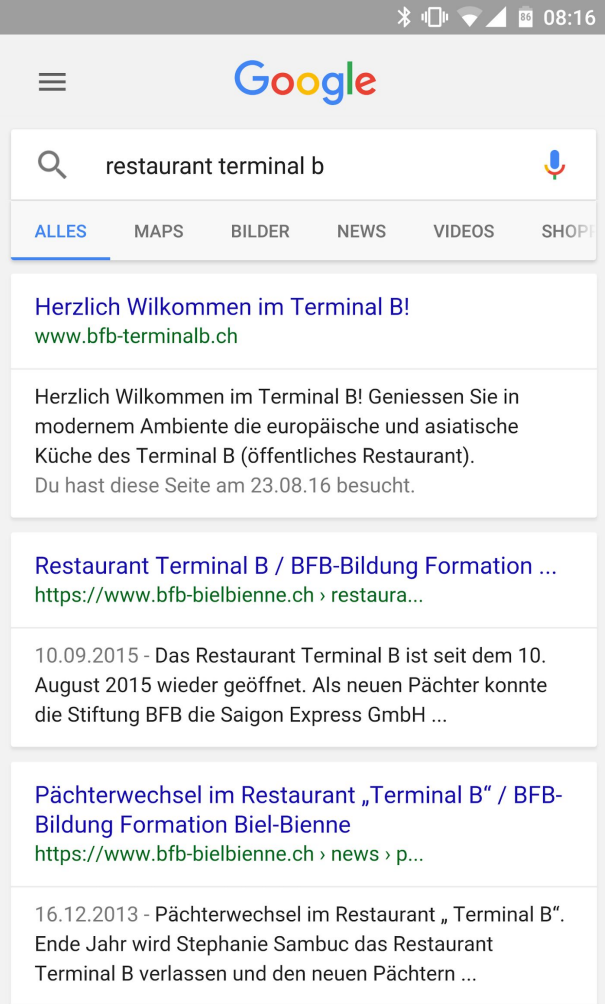 86 08:16
Google
restaurant terminal b
ALLES MAPS BILDER NEWS VIDEOS SHOP
Herzlich Wilkommen im Terminal B!
www.bfb-terminalb.ch
Herzlich Wilkommen im Terminal B! Geniessen Sie in
modernem Ambiente die europäische und asiatische
Küche des Terminal B (öffentliches Restaurant).
Du hast diese Seite am 23.08.16 besucht.
Restaurant Terminal B / BFB-Bildung Formation ...
https://www.bfb-bielbienne.ch › restaura...
10.09.2015 - Das Restaurant Terminal B ist seit dem 10.
August 2015 wieder geöffnet. Als neuen Pächter konnte
die Stiftung BFB die Saigon Express GmbH ...
Pächterwechsel im Restaurant „Terminal B“ / BFB-
Bildung Formation Biel-Bienne
https://www.bfb-bielbienne.ch › news › p...
16.12.2013 - Pächterwechsel im Restaurant „ Terminal B“.
Ende Jahr wird Stephanie Sambuc das Restaurant
Terminal B verlassen und den neuen Pächtern ...